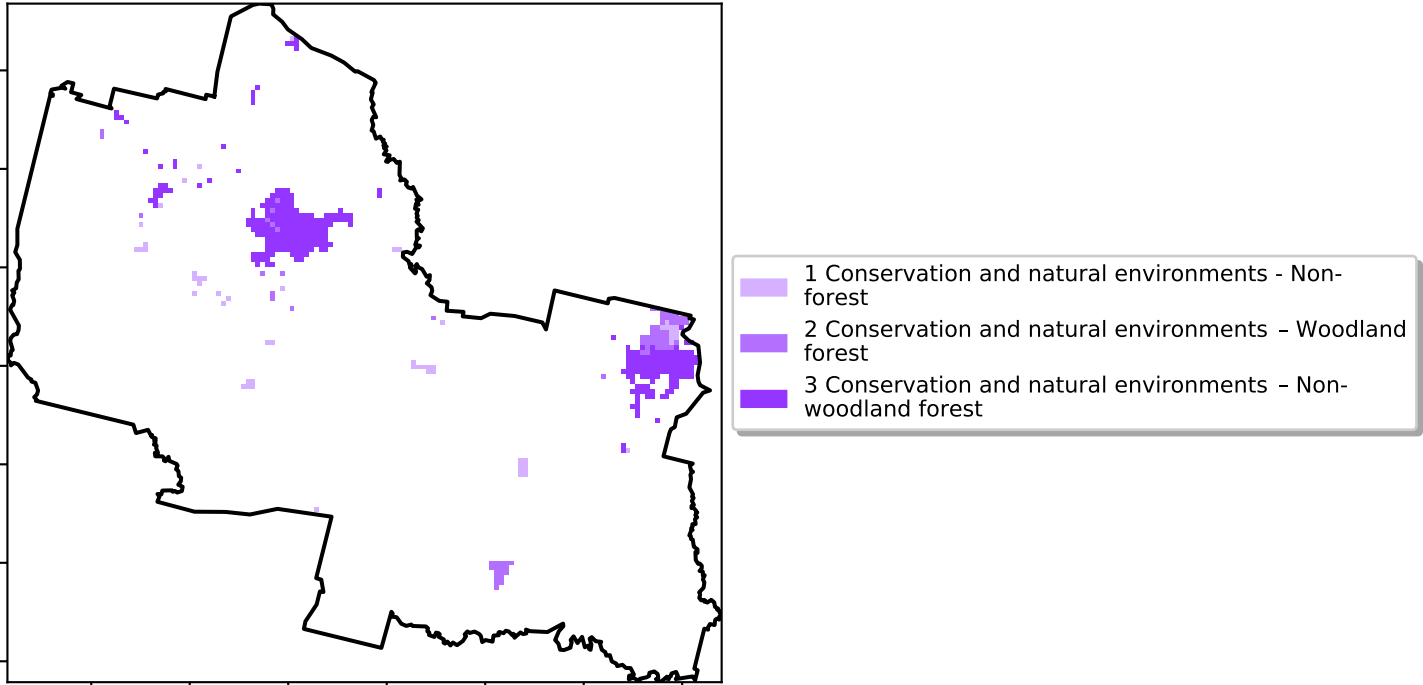 1 Conservation and natural environments - Non-
forest
2 Conservation and natural environments – Woodland
forest
3 Conservation and natural environments – Non-
woodland forest